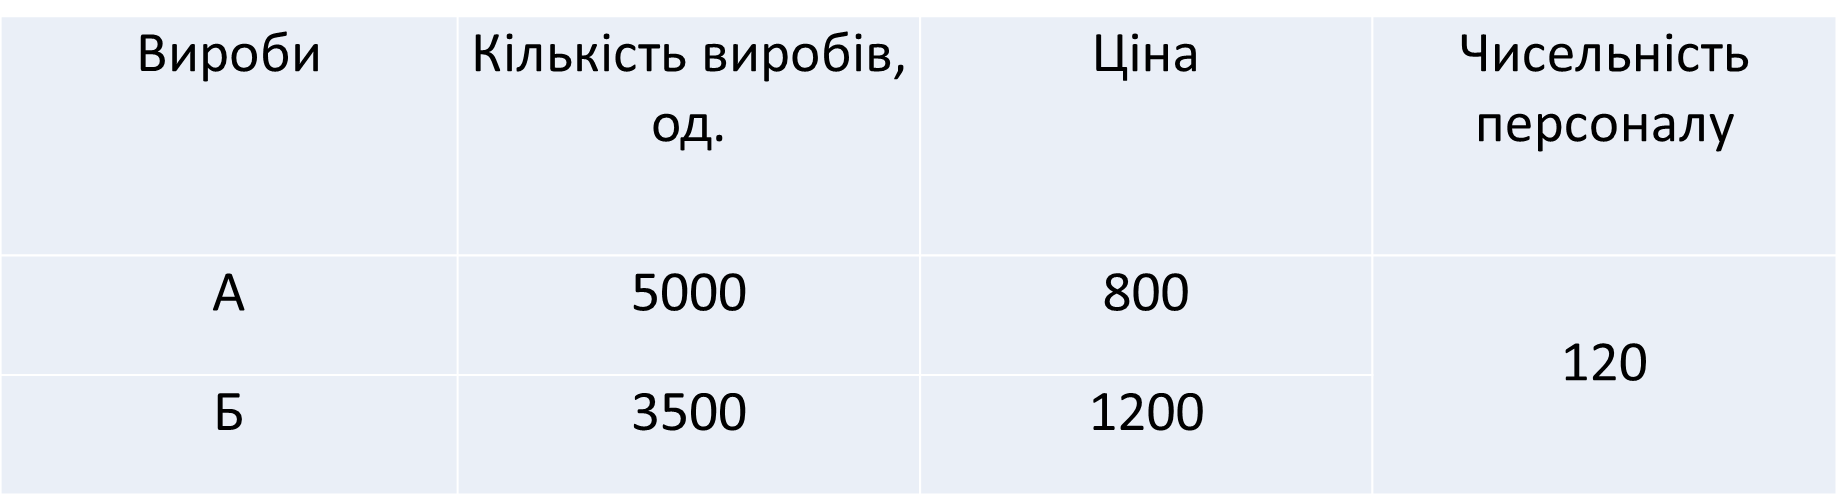 Вироби
Кількість виробів,
од.
Ціна
Чисельність
персоналу
А
5000
800
120
Б
3500
1200